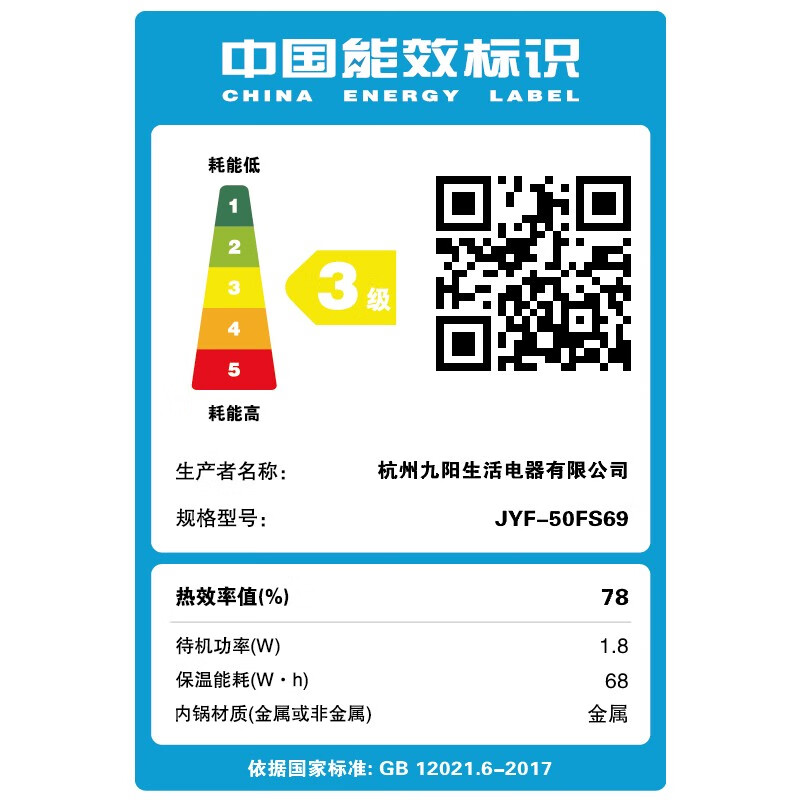 中国能效标识
CHINA ENERGY LABEL
耗能低
1
2
3
4
5
3级
耗能高
生产者名称: 杭州九阳生活电器有限公司
规格型号: JYF-50FS69
热效率值(%) 78
待机功率(W) 1.8
保温能耗(W·h) 68
内锅材质(金属或非金属) 金属
依据国家标准: GB 12021.6-2017